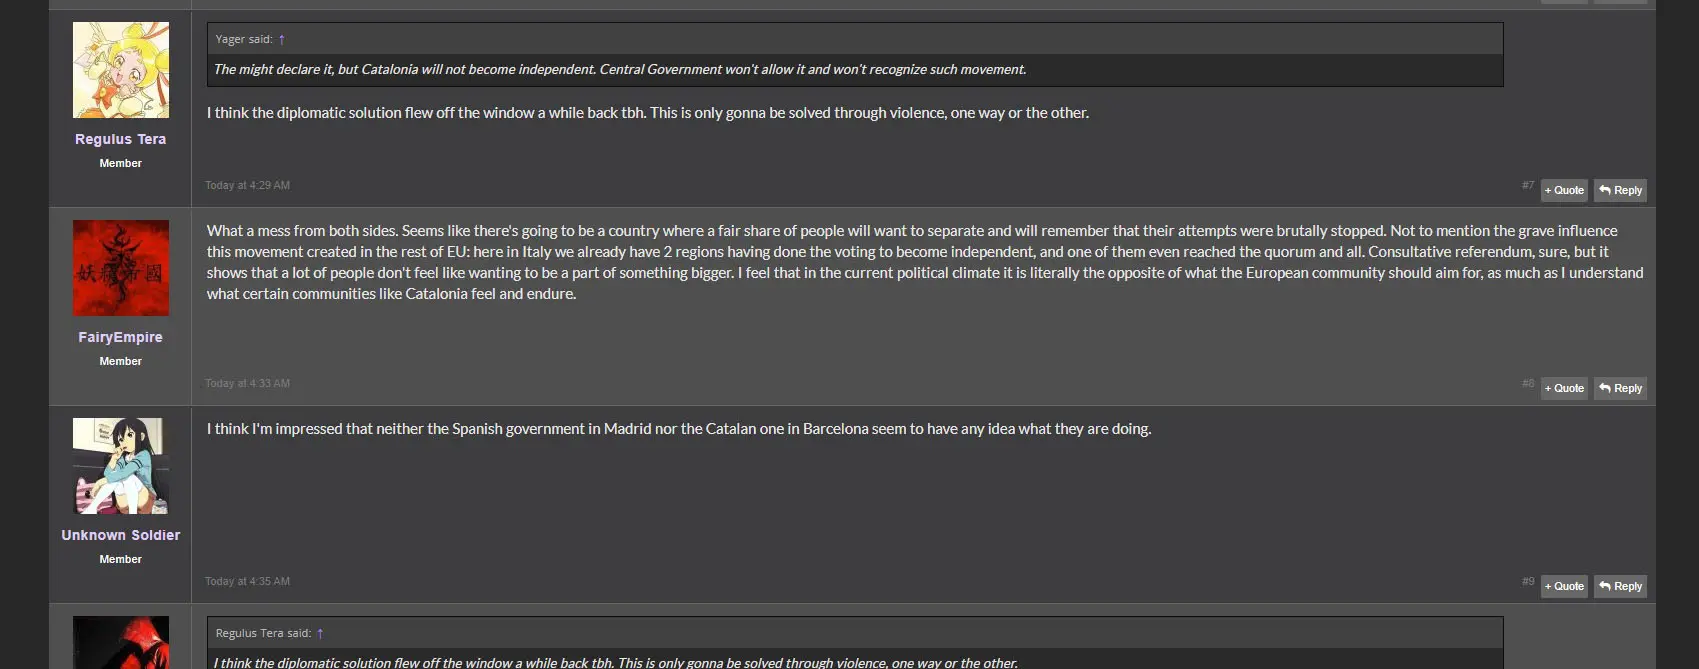 Yager said: ↑
The might declare it, but Catalonia will not become independent. Central Government won't allow it and won't recognize such movement.
I think the diplomatic solution flew off the window a while back tbh. This is only gonna be solved through violence, one way or the other.
Regulus Tera
Member
Today at 4:29 AM
#7 + Quote Reply
What a mess from both sides. Seems like there's going to be a country where a fair share of people will want to separate and will remember that their attempts were brutally stopped. Not to mention the grave influence
this movement created in the rest of EU: here in Italy we already have 2 regions having done the voting to become independent, and one of them even reached the quorum and all. Consultative referendum, sure, but it
shows that a lot of people don't feel like wanting to be a part of something bigger. I feel that in the current political climate it is literally the opposite of what the European community should aim for, as much as I understand
what certain communities like Catalonia feel and endure.
妖精帝國
FairyEmpire
Member
Today at 4:33 AM
#8 + Quote Reply
I think I'm impressed that neither the Spanish government in Madrid nor the Catalan one in Barcelona seem to have any idea what they are doing.
Unknown Soldier
Member
Today at 4:35 AM
#9 + Quote Reply
Regulus Tera said: ↑
I think the diplomatic solution flew off the window a while back tbh. This is only gonna be solved through violence, one way or the other.